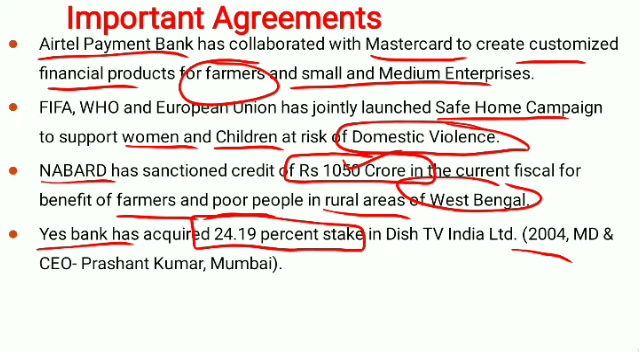 Important Agreements
Airtel Payment Bank has collaborated with Mastercard to create customized
financial products for farmers and small and Medium Enterprises.
FIFA, WHO and European Union has jointly launched Safe Home Campaign
to support women and Children at risk of Domestic Violence.
NABARD has sanctioned credit of Rs 1050 Crore in the current fiscal for
benefit of farmers and poor people in rural areas of West Bengal.
Yes bank has acquired 24.19 percent stake in Dish TV India Ltd. (2004, MD &
CEO- Prashant Kumar, Mumbai).